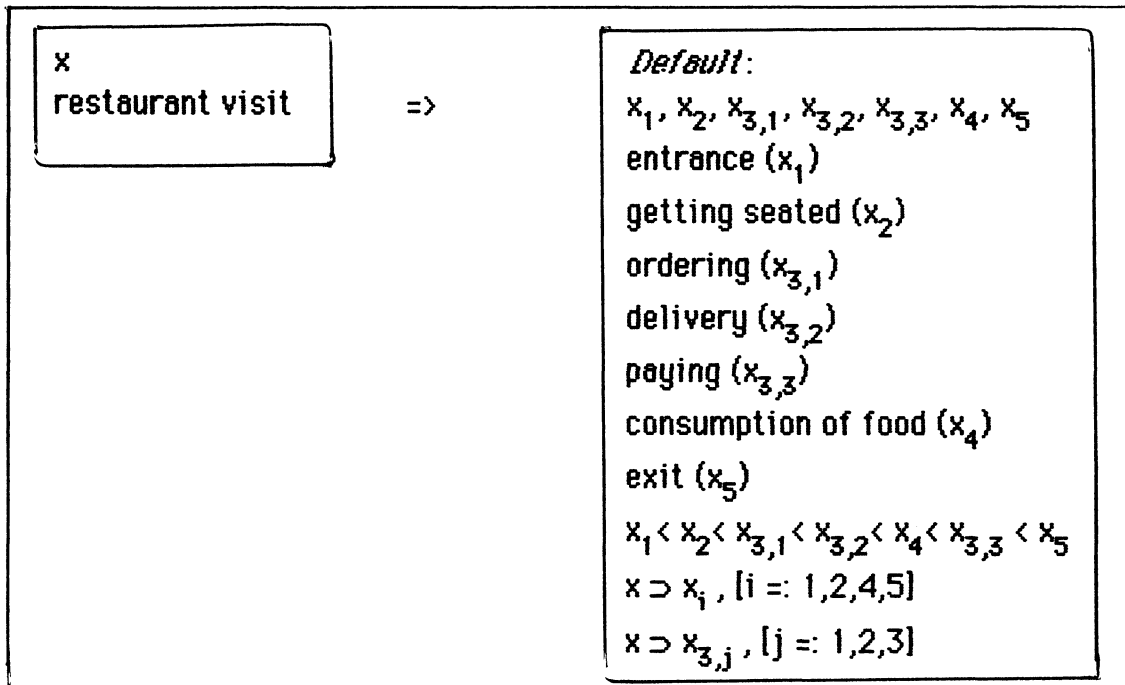 x
restaurant visit
=>
Default:
x₁, x₂, x₃,₁, x₃,₂, x₃,₃, x₄, x₅
entrance (x₁)
getting seated (x₂)
ordering (x₃,₁)
delivery (x₃,₂)
paying (x₃,₃)
consumption of food (x₄)
exit (x₅)
x₁< x₂< x₃,₁< x₃,₂< x₄< x₃,₃ < x₅
x ⊃ xᵢ , [i =: 1,2,4,5]
x ⊃ x₃,ⱼ , [j =: 1,2,3]